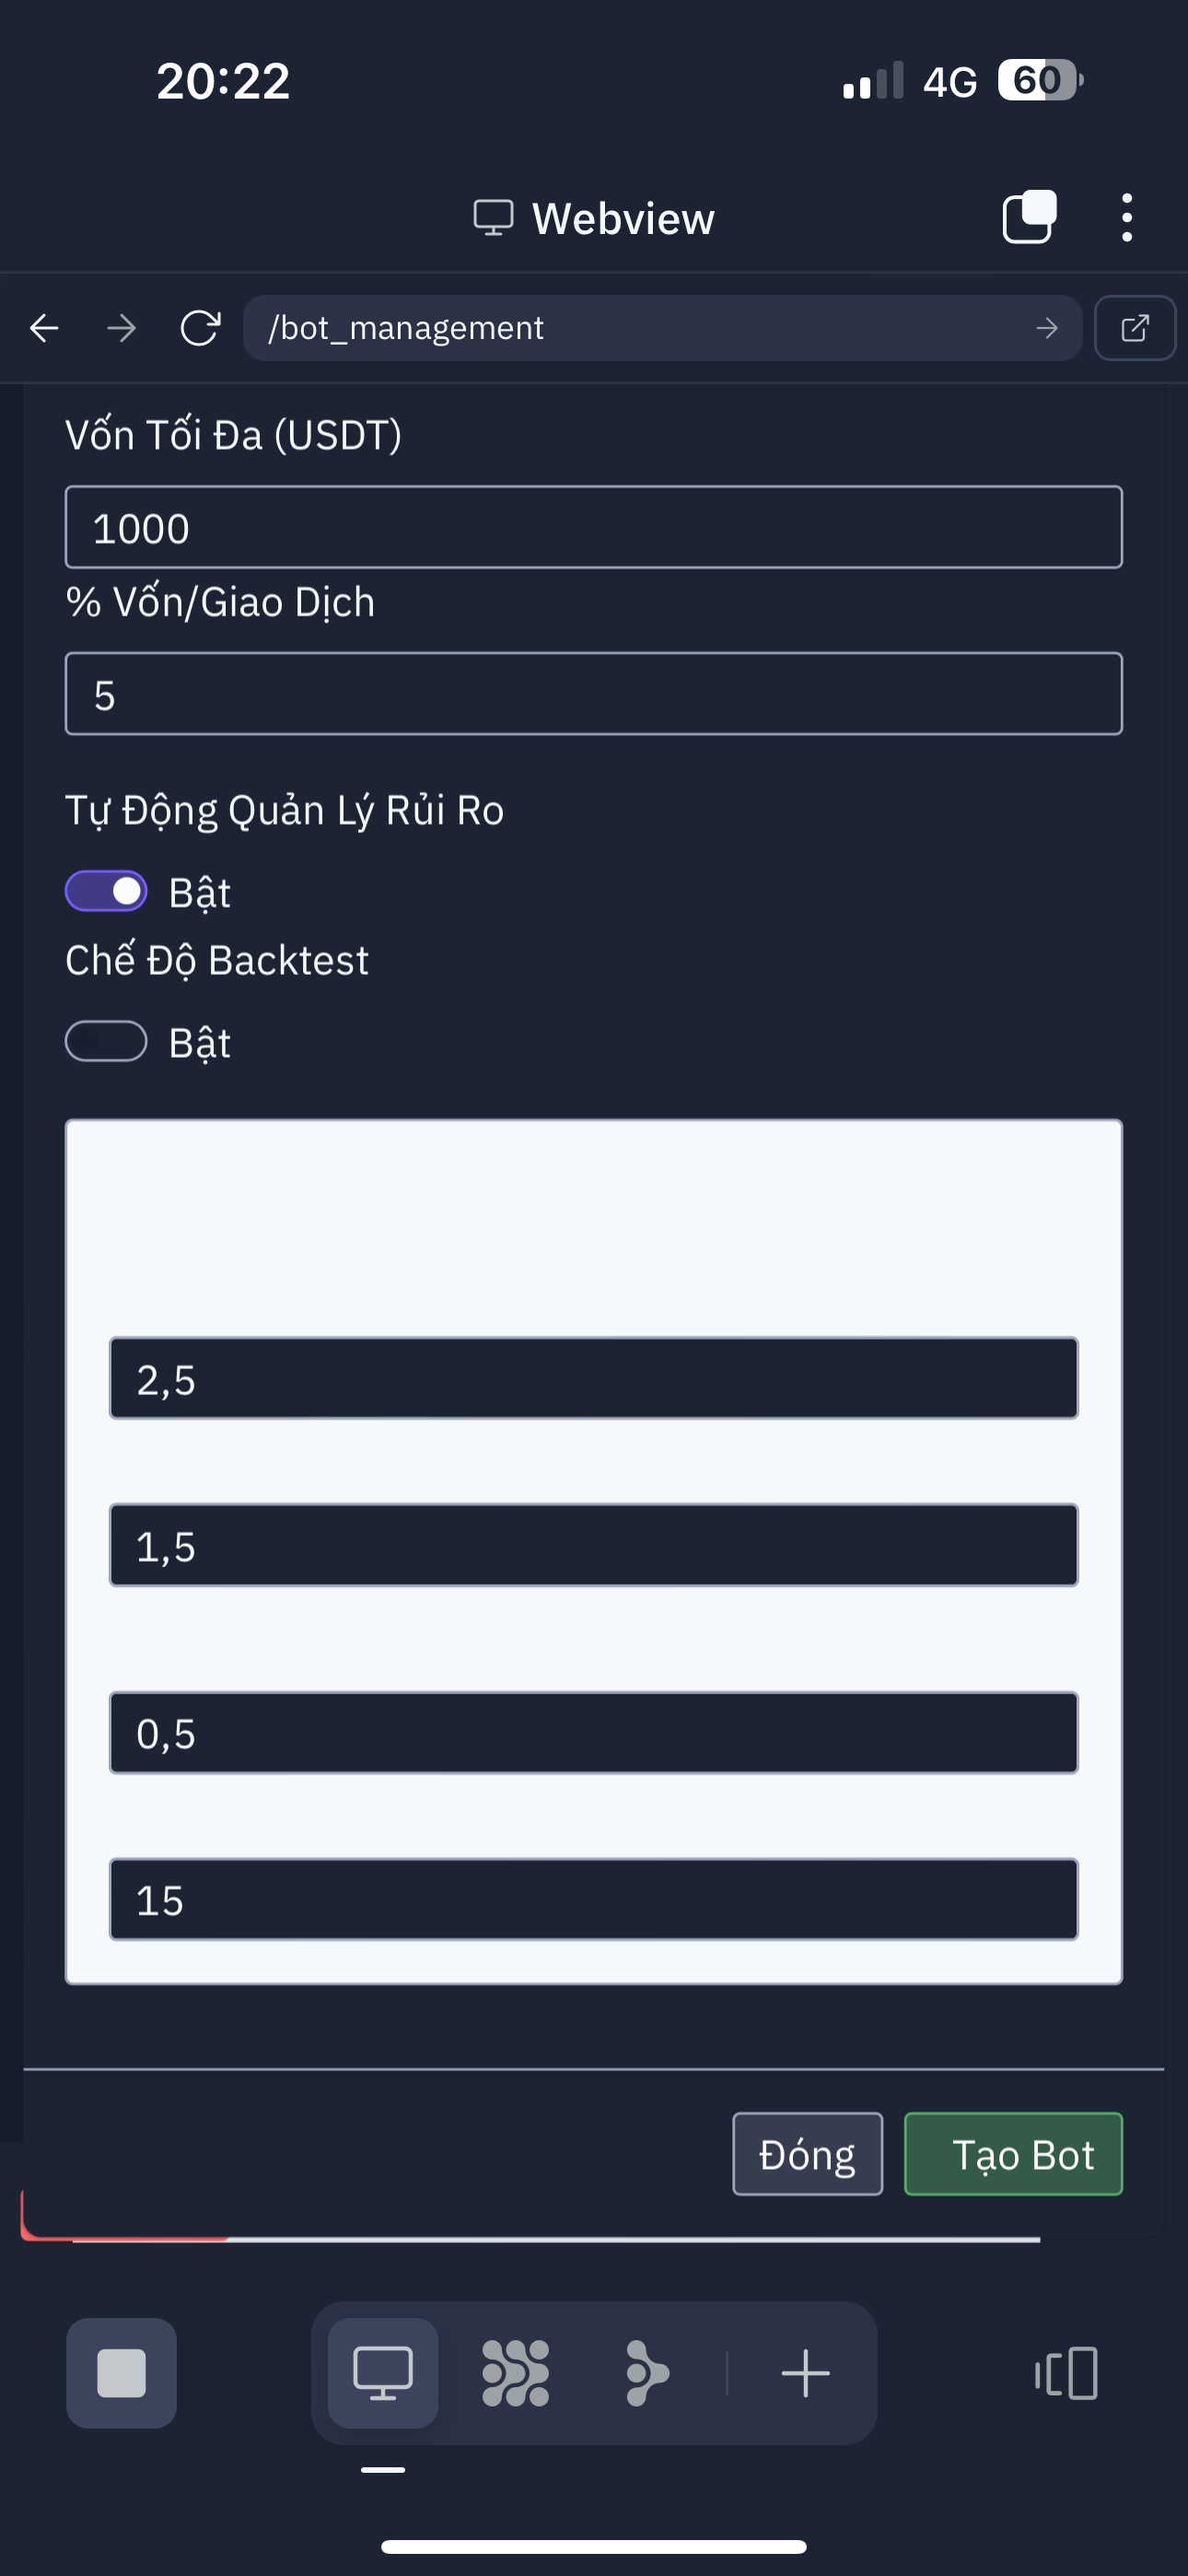 20:22
4G
60
Webview
/bot_management
Vốn Tối Đa (USDT)
1000
% Vốn/Giao Dịch
5
Tự Động Quản Lý Rủi Ro
Bật
Chế Độ Backtest
Bật
2,5
1,5
0,5
15
Đóng
Tạo Bot